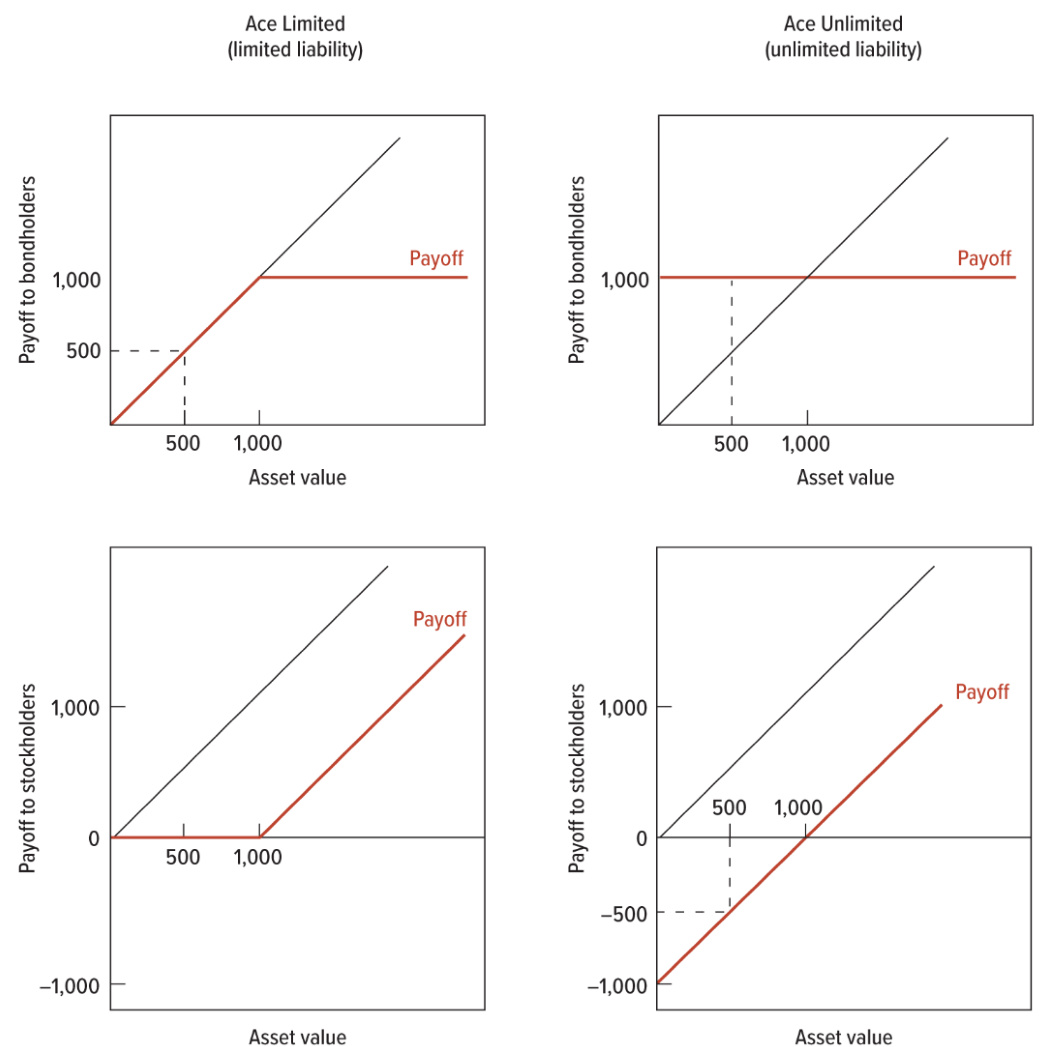 Ace Limited
(limited liability)
Ace Unlimited
(unlimited liability)
Payoff to bondholders
1,000
500
Payoff
500
1,000
Asset value
Payoff to bondholders
1,000
Payoff
500
1,000
Asset value
Payoff to stockholders
1,000
0
–1,000
Payoff
500
1,000
Asset value
Payoff to stockholders
1,000
0
–500
–1,000
Payoff
500
1,000
Asset value